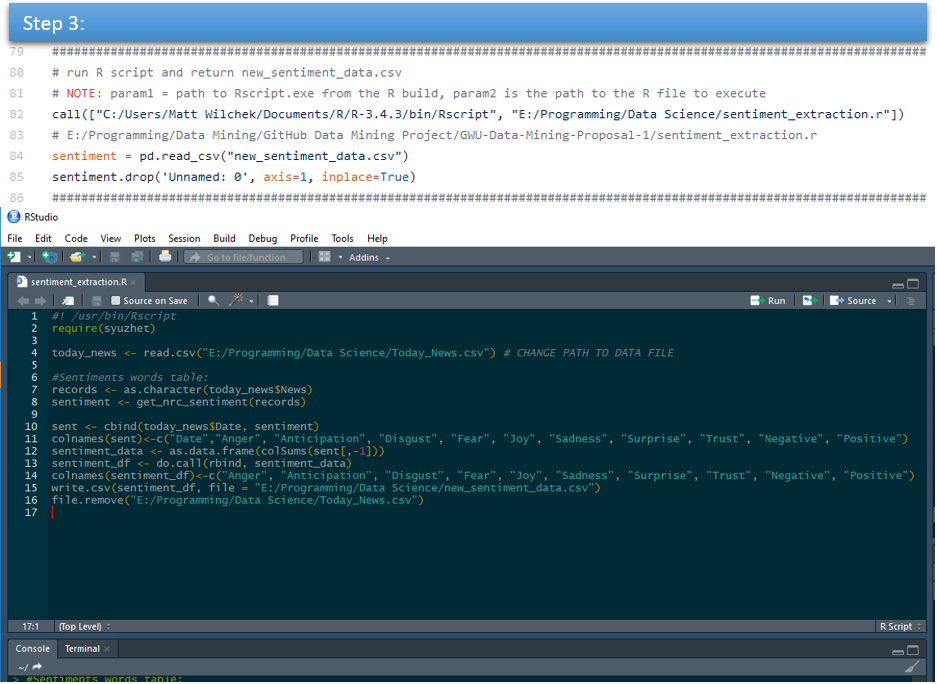 Step 3:
79 ####################################################################################################################
80 # run R script and return new_sentiment_data.csv
81 # NOTE: param1 = path to Rscript.exe from the R build, param2 is the path to the R file to execute
82 call(["C:/Users/Matt Wilchek/Documents/R/R-3.4.3/bin/Rscript", "E:/Programming/Data Science/sentiment_extraction.r"])
83 # E:/Programming/Data Mining/GitHub Data Mining Project/GWU-Data-Mining-Proposal-1/sentiment_extraction.r
84 sentiment = pd.read_csv("new_sentiment_data.csv")
85 sentiment.drop('Unnamed: 0', axis=1, inplace=True)
86 ####################################################################################################################
RStudio
File Edit Code View Plots Session Build Debug Profile Tools Help
Go to file/function Addins
sentiment_extraction.R
Source on Save Run Source
1 #! /usr/bin/Rscript
2 require(syuzhet)
3
4 today_news <- read.csv("E:/Programming/Data Science/Today_News.csv") # CHANGE PATH TO DATA FILE
5
6 #Sentiments words table:
7 records <- as.character(today_news$News)
8 sentiment <- get_nrc_sentiment(records)
9
10 sent <- cbind(today_news$Date, sentiment)
11 colnames(sent)<-c("Date","Anger", "Anticipation", "Disgust", "Fear", "Joy", "Sadness", "Surprise", "Trust", "Negative", "Positive")
12 sentiment_data <- as.data.frame(colSums(sent[,-1]))
13 sentiment_df <- do.call(rbind, sentiment_data)
14 colnames(sentiment_df)<-c("Anger", "Anticipation", "Disgust", "Fear", "Joy", "Sadness", "Surprise", "Trust", "Negative", "Positive")
15 write.csv(sentiment_df, file = "E:/Programming/Data Science/new_sentiment_data.csv")
16 file.remove("E:/Programming/Data Science/Today_News.csv")
17
17:1 (Top Level) R Script
Console Terminal
~/
> #Sentiments words table: